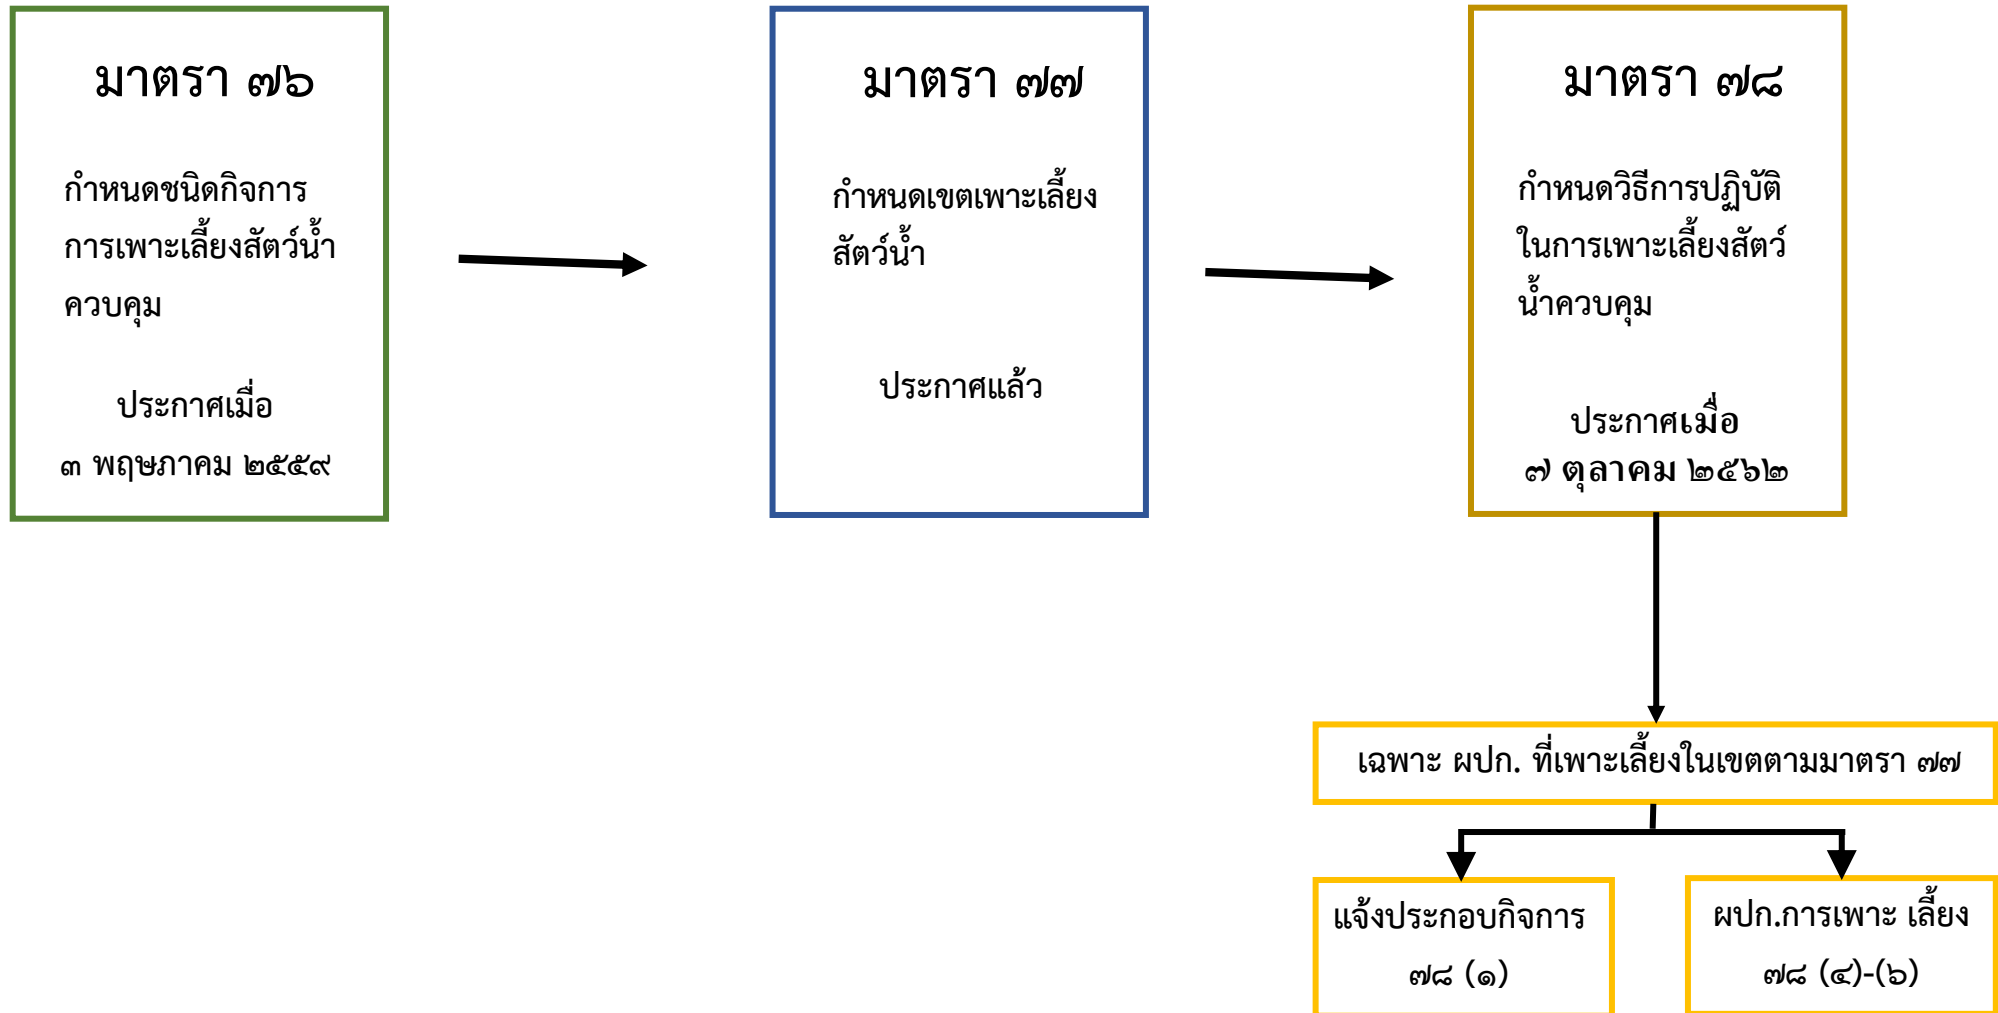 มาตรา ๗๖
กำหนดชนิดกิจการ
การเพาะเลี้ยงสัตว์น้ำ
ควบคุม
ประกาศเมื่อ
๓ พฤษภาคม ๒๕๕๙
มาตรา ๗๗
กำหนดเขตเพาะเลี้ยง
สัตว์น้ำ
ประกาศแล้ว
มาตรา ๗๘
กำหนดวิธีการปฏิบัติ
ในการเพาะเลี้ยงสัตว์
น้ำควบคุม
ประกาศเมื่อ
๗ ตุลาคม ๒๕๖๒
เฉพาะ ผปก. ที่เพาะเลี้ยงในเขตตามมาตรา ๗๗
แจ้งประกอบกิจการ
๗๘ (๑)
ผปก.การเพาะ เลี้ยง
๗๘ (๔)-(๖)